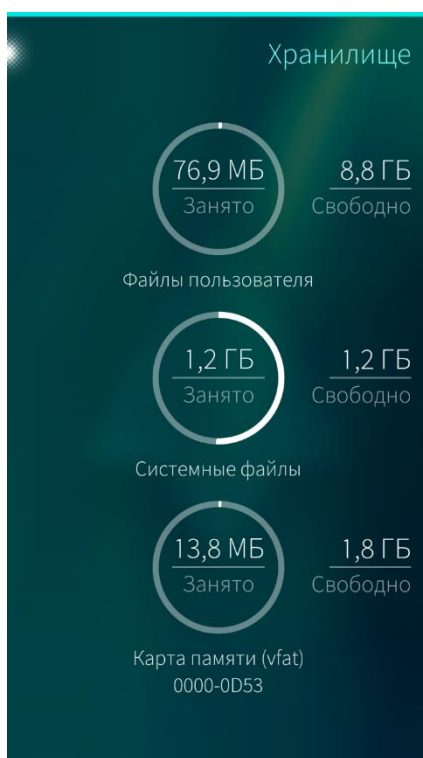 Хранилище
76,9 МБ
8,8 ГБ
Занято
Свободно
Файлы пользователя
1,2 ГБ
1,2 ГБ
Занято
Свободно
Системные файлы
13,8 МБ
1,8 ГБ
Занято
Свободно
Карта памяти (vfat)
0000-0D53